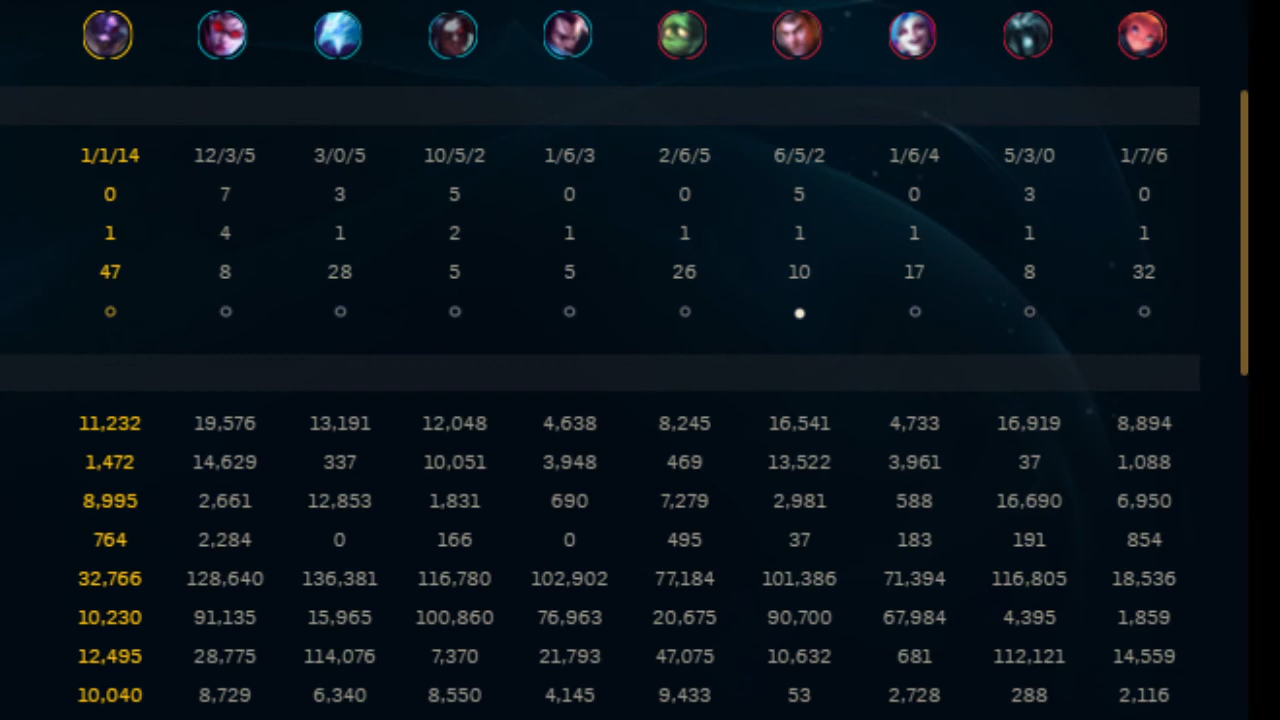 1/1/14 12/3/5 3/0/5 10/5/2 1/6/3 2/6/5 6/5/2 1/6/4 5/3/0 1/7/6
0 7 3 5 0 0 5 0 3 0
1 4 1 2 1 1 1 1 1 1
47 8 28 5 5 26 10 17 8 32
11,232 19,576 13,191 12,048 4,638 8,245 16,541 4,733 16,919 8,894
1,472 14,629 337 10,051 3,948 469 13,522 3,961 37 1,088
8,995 2,661 12,853 1,831 690 7,279 2,981 588 16,690 6,950
764 2,284 0 166 0 495 37 183 191 854
32,766 128,640 136,381 116,780 102,902 77,184 101,386 71,394 116,805 18,536
10,230 91,135 15,965 100,860 76,963 20,675 90,700 67,984 4,395 1,859
12,495 28,775 114,076 7,370 21,793 47,075 10,632 681 112,121 14,559
10,040 8,729 6,340 8,550 4,145 9,433 53 2,728 288 2,116